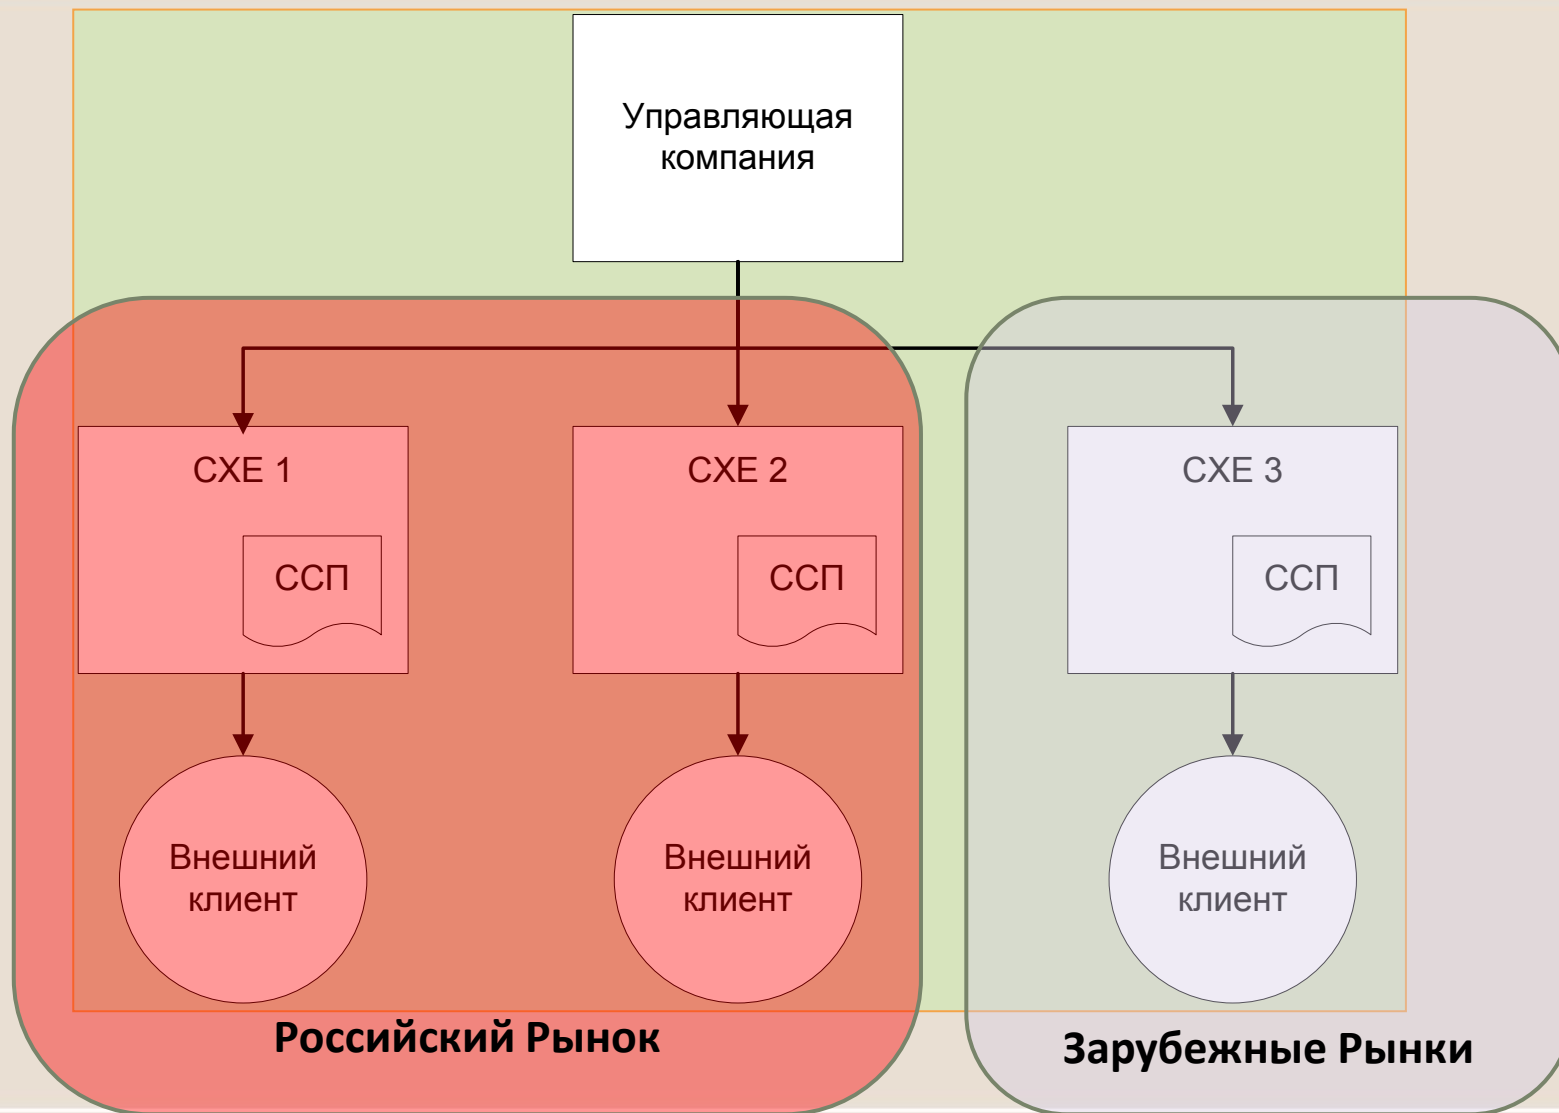 Управляющая
компания
СХЕ 1
СХЕ 2
СХЕ 3
ССП
ССП
ССП
Внешний
клиент
Внешний
клиент
Внешний
клиент
Российский Рынок
Зарубежные Рынки